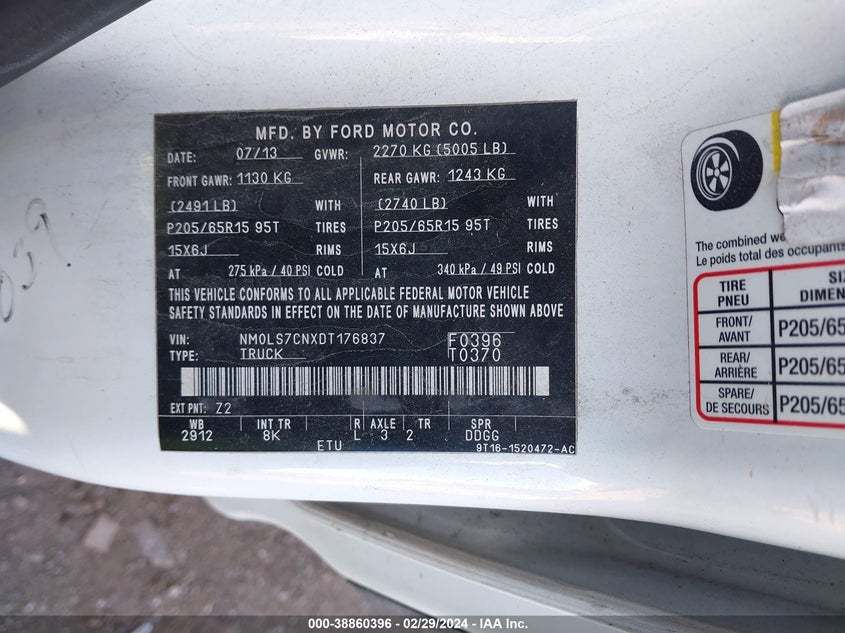 MFD. BY FORD MOTOR CO.
DATE: 07/13 GVWR: 2270 KG (5005 LB)
FRONT GAWR: 1130 KG REAR GAWR: 1243 KG
(2491 LB) WITH (2740 LB) WITH
P205/65R15 95T TIRES P205/65R15 95T TIRES
15X6J RIMS 15X6J RIMS
AT 275 kPa / 40 PSI COLD AT 340 kPa / 49 PSI COLD
THIS VEHICLE CONFORMS TO ALL APPLICABLE FEDERAL MOTOR VEHICLE
SAFETY STANDARDS IN EFFECT ON THE DATE OF MANUFACTURE SHOWN ABOVE
VIN: NM0LS7CNXDT176837 F0396
TYPE: TRUCK T0370
EXT PNT: Z2
WB INT TR R AXLE TR SPR
2912 8K L 3 2 DDGG
ETU 9T16-1520472-AC
The combined
Le poids total des occupants
TIRE
PNEU
DIMEN
FRONT/
AVANT
P205/65
REAR/
ARRIÈRE
P205/65
SPARE/
DE SECOURS
P205/65
000-38860396 - 02/29/2024 - IAA Inc.